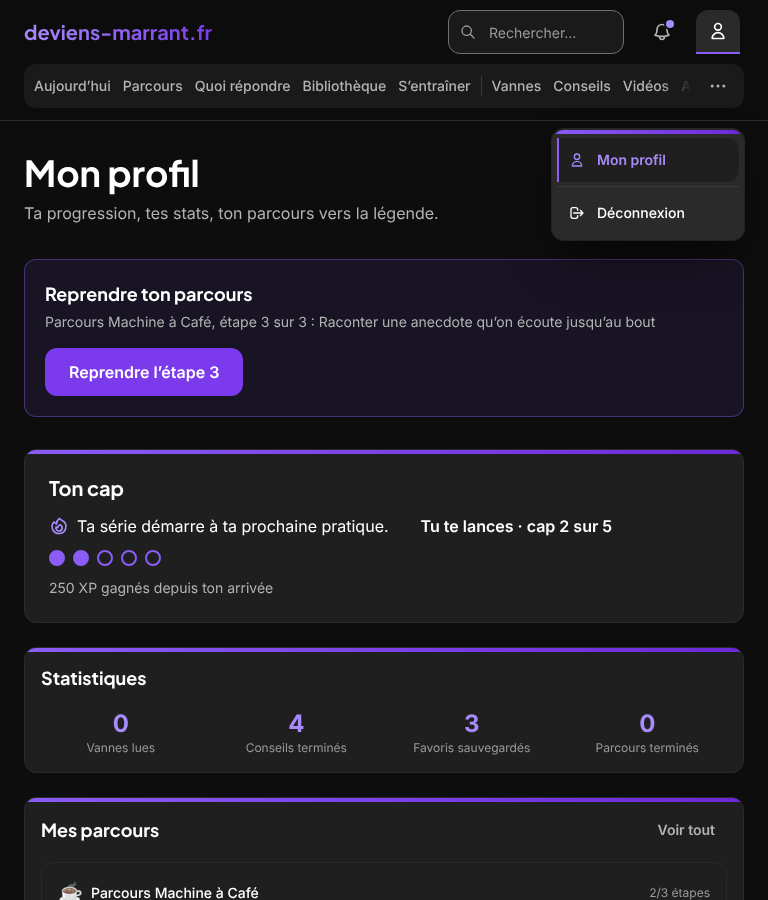 deviens-marrant.fr
Rechercher...
Aujourd’hui Parcours Quoi répondre Bibliothèque S’entraîner Vannes Conseils Vidéos
Mon profil
Déconnexion
Mon profil
Ta progression, tes stats, ton parcours vers la légende.
Reprendre ton parcours
Parcours Machine à Café, étape 3 sur 3 : Raconter une anecdote qu’on écoute jusqu’au bout
Reprendre l’étape 3
Ton cap
Ta série démarre à ta prochaine pratique. Tu te lances · cap 2 sur 5
250 XP gagnés depuis ton arrivée
Statistiques
0 4 3 0
Vannes lues Conseils terminés Favoris sauvegardés Parcours terminés
Mes parcours Voir tout
Parcours Machine à Café 2/3 étapes